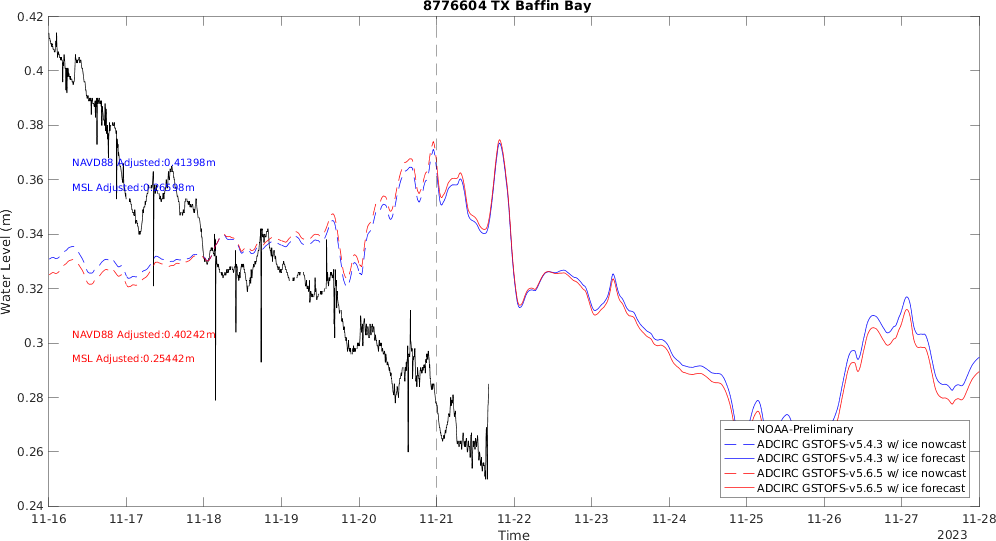 8776604 TX Baffin Bay
0.42
0.4
0.38
0.36
0.34
0.32
0.3
0.28
0.26
0.24
Water Level (m)
NAVD88 Adjusted:0.41398m
MSL Adjusted:0.26598m
NAVD88 Adjusted:0.40242m
MSL Adjusted:0.25442m
NOAA-Preliminary
ADCIRC GSTOFS-v5.4.3 w/ ice nowcast
ADCIRC GSTOFS-v5.4.3 w/ ice forecast
ADCIRC GSTOFS-v5.6.5 w/ ice nowcast
ADCIRC GSTOFS-v5.6.5 w/ ice forecast
11-16 11-17 11-18 11-19 11-20 11-21 11-22 11-23 11-24 11-25 11-26 11-27 11-28
Time
2023